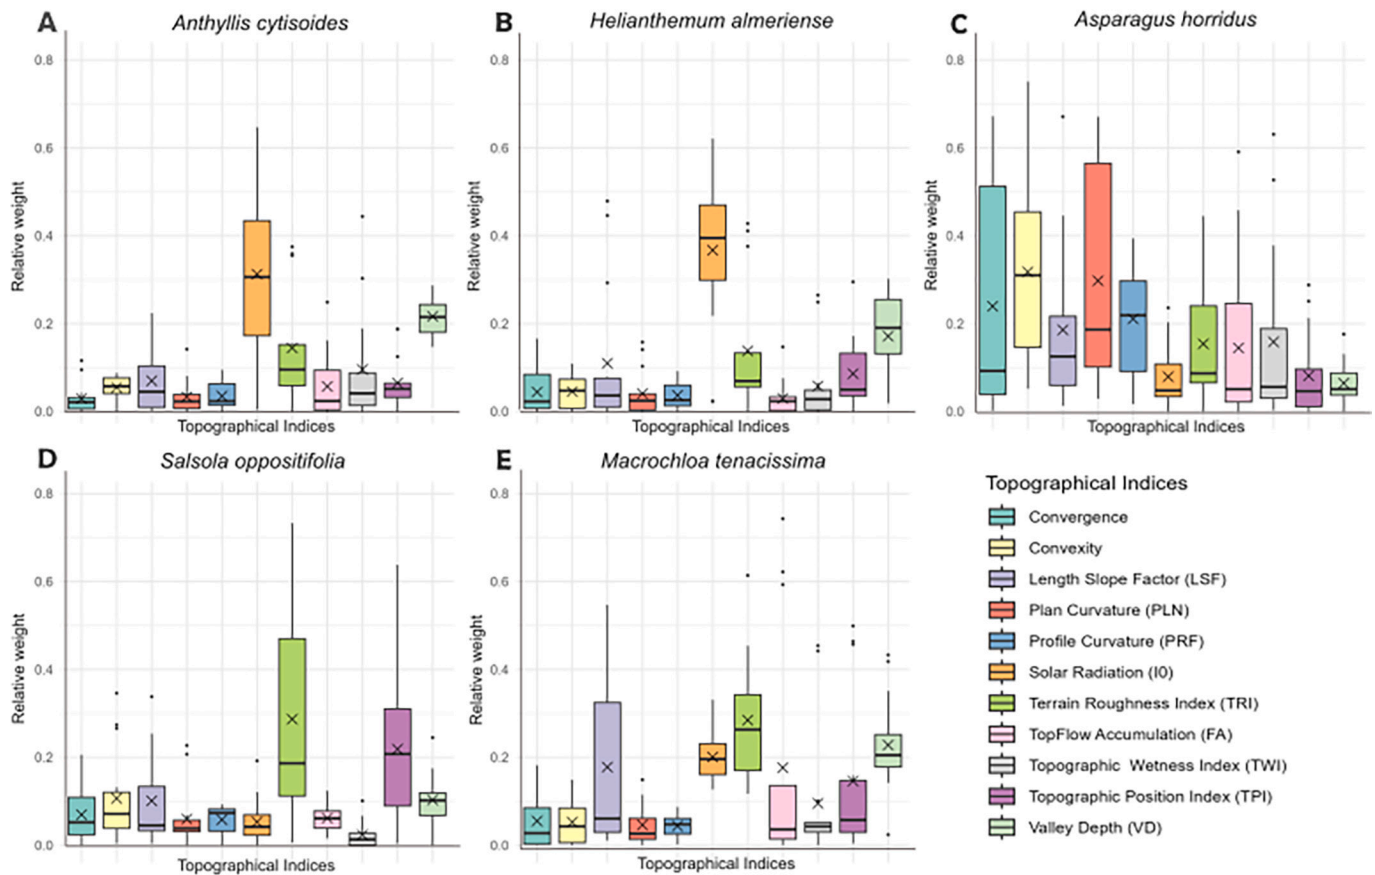 A
Anthyllis cytisoides
B
Helianthemum almeriense
C
Asparagus horridus
Relative weight
0.8
0.6
0.4
0.2
0.0
Topographical Indices
Relative weight
0.8
0.6
0.4
0.2
0.0
Topographical Indices
Relative weight
0.8
0.6
0.4
0.2
0.0
Topographical Indices
D
Salsola oppositifolia
E
Macrochloa tenacissima
Relative weight
0.8
0.6
0.4
0.2
0.0
Topographical Indices
Relative weight
0.8
0.6
0.4
0.2
0.0
Topographical Indices
Topographical Indices
Convergence
Convexity
Length Slope Factor (LSF)
Plan Curvature (PLN)
Profile Curvature (PRF)
Solar Radiation (I0)
Terrain Roughness Index (TRI)
TopFlow Accumulation (FA)
Topographic Wetness Index (TWI)
Topographic Position Index (TPI)
Valley Depth (VD)